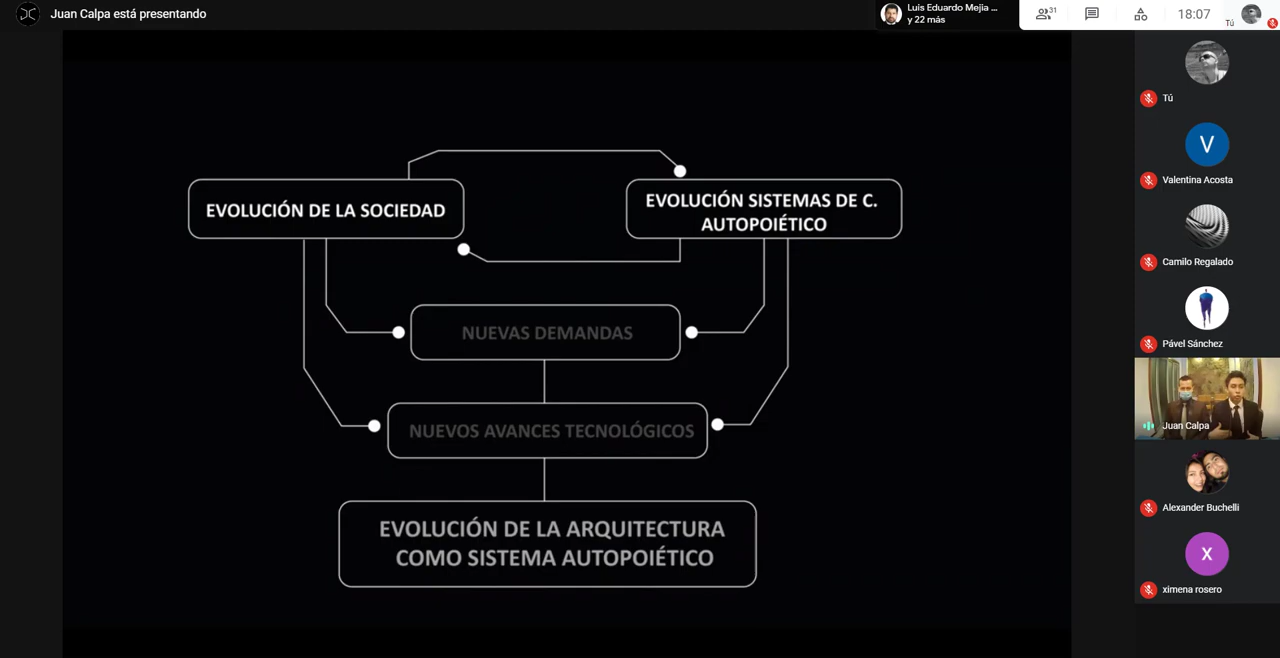 Juan Calpa está presentando
Luis Eduardo Mejia ...
y 22 más
31
18:07
Tú
Tú
V
Valentina Acosta
Camilo Regalado
Pável Sánchez
Juan Calpa
Alexander Buchelli
X
ximena rosero
EVOLUCIÓN DE LA SOCIEDAD
EVOLUCIÓN SISTEMAS DE C.
AUTOPOIÉTICO
NUEVAS DEMANDAS
NUEVOS AVANCES TECNOLÓGICOS
EVOLUCIÓN DE LA ARQUITECTURA
COMO SISTEMA AUTOPOIÉTICO